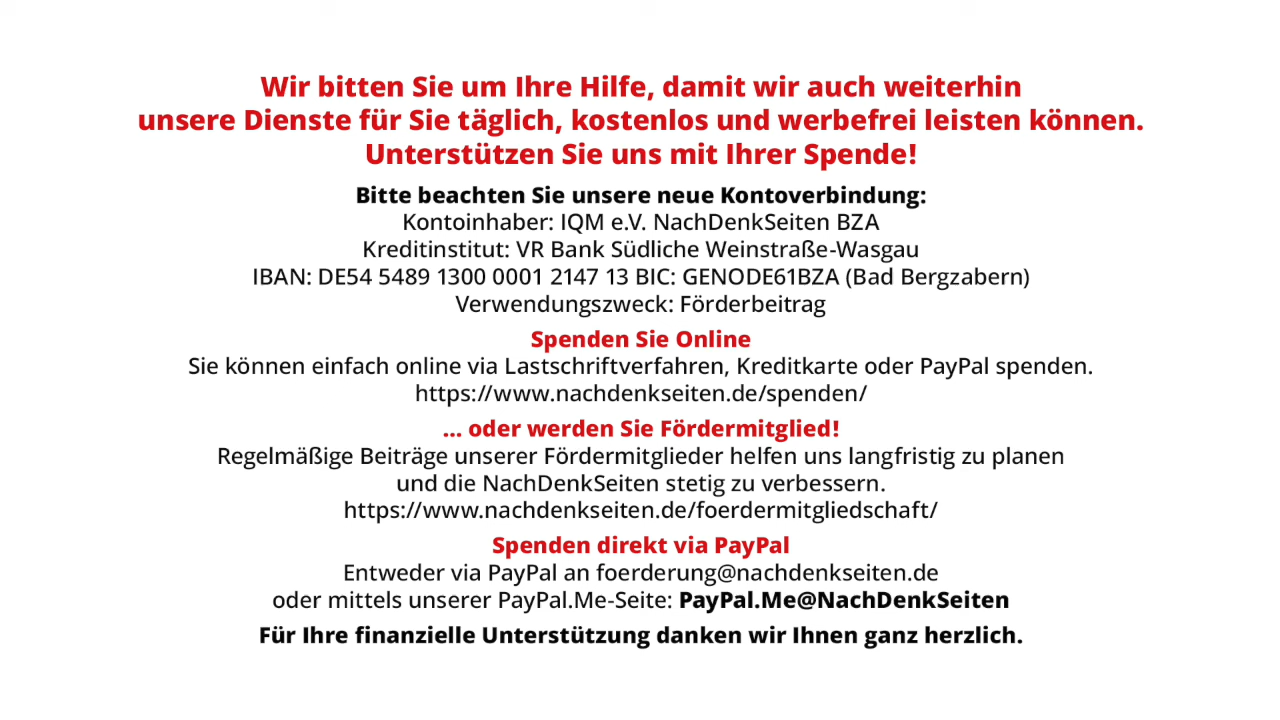 Wir bitten Sie um Ihre Hilfe, damit wir auch weiterhin
unsere Dienste für Sie täglich, kostenlos und werbefrei leisten können.
Unterstützen Sie uns mit Ihrer Spende!
Bitte beachten Sie unsere neue Kontoverbindung:
Kontoinhaber: IQM e.V. NachDenkSeiten BZA
Kreditinstitut: VR Bank Südliche Weinstraße-Wasgau
IBAN: DE54 5489 1300 0001 2147 13 BIC: GENODE61BZA (Bad Bergzabern)
Verwendungszweck: Förderbeitrag
Spenden Sie Online
Sie können einfach online via Lastschriftverfahren, Kreditkarte oder PayPal spenden.
https://www.nachdenkseiten.de/spenden/
... oder werden Sie Fördermitglied!
Regelmäßige Beiträge unserer Fördermitglieder helfen uns langfristig zu planen
und die NachDenkSeiten stetig zu verbessern.
https://www.nachdenkseiten.de/foerdermitgliedschaft/
Spenden direkt via PayPal
Entweder via PayPal an foerderung@nachdenkseiten.de
oder mittels unserer PayPal.Me-Seite: PayPal.Me@NachDenkSeiten
Für Ihre finanzielle Unterstützung danken wir Ihnen ganz herzlich.